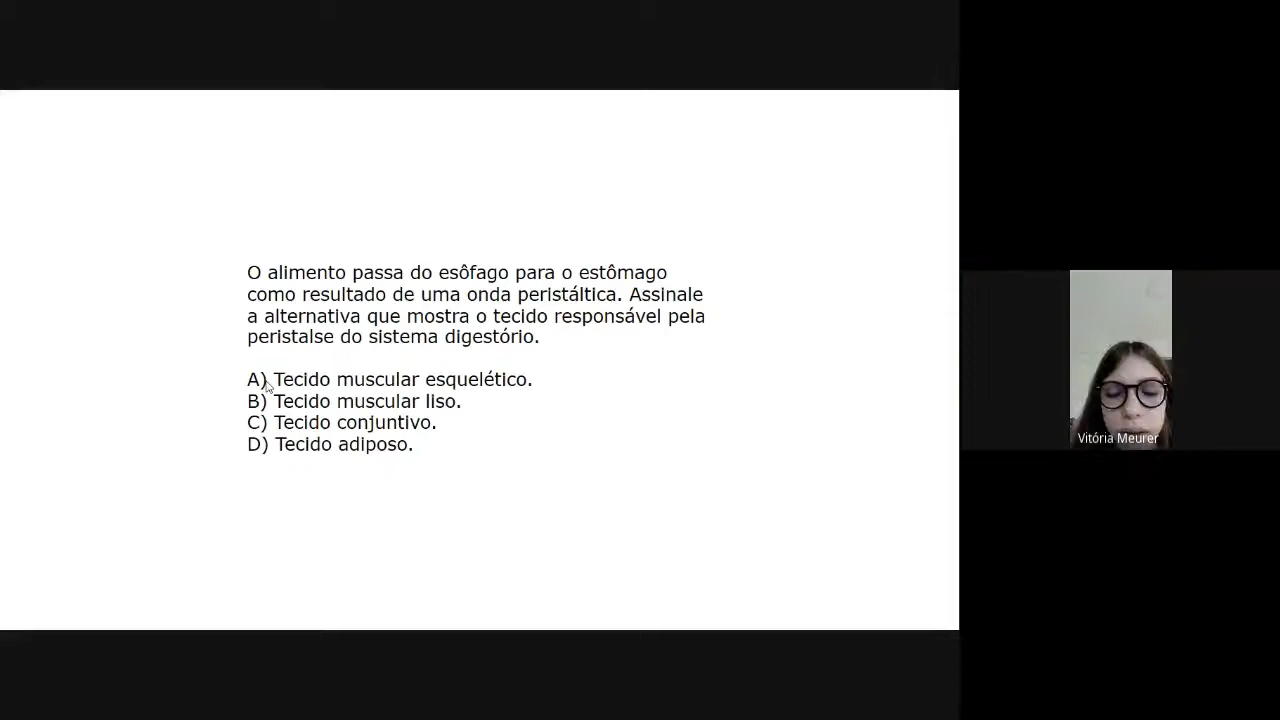 O alimento passa do esôfago para o estômago
como resultado de uma onda peristáltica. Assinale
a alternativa que mostra o tecido responsável pela
peristalse do sistema digestório.
A) Tecido muscular esquelético.
B) Tecido muscular liso.
C) Tecido conjuntivo.
D) Tecido adiposo.
Vitória Meurer